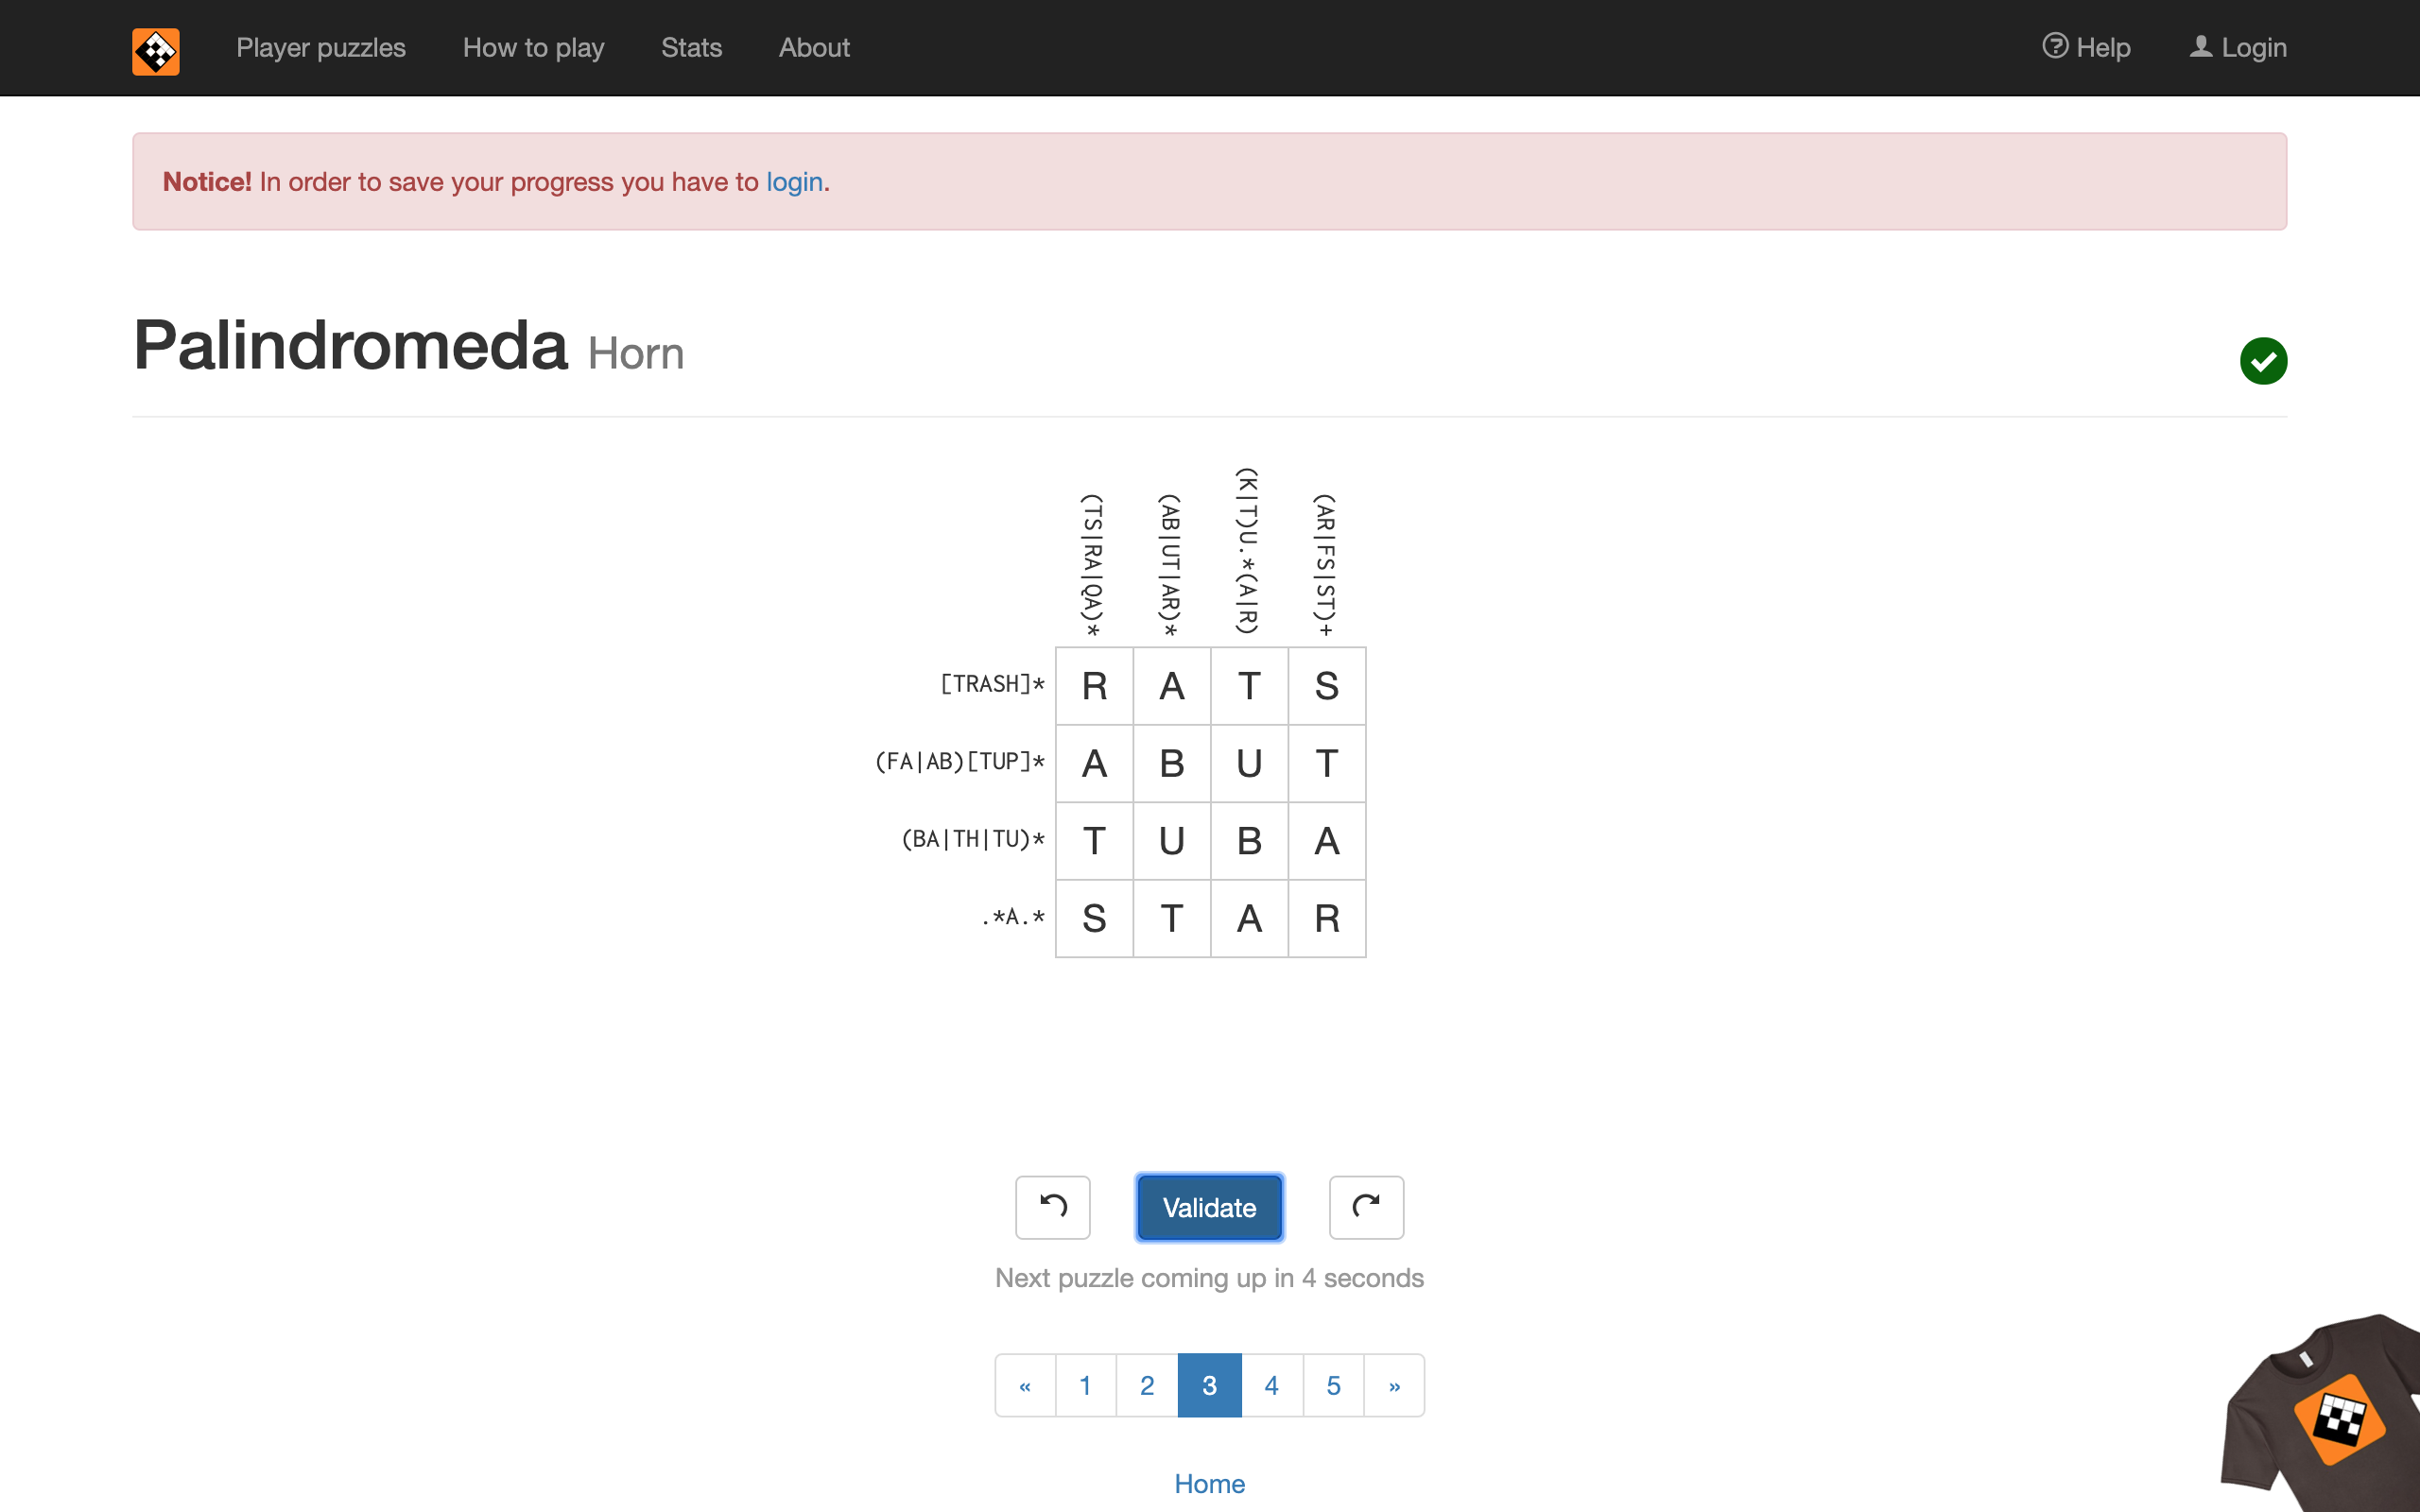 Player puzzles How to play Stats About Help Login
Notice! In order to save your progress you have to login.
Palindromeda Horn
(TS|RA|QA)*
(AB|UT|AR)*
(K|T)U.*(A|R)
(AR|FS|ST)+
[TRASH]* R A T S
(FA|AB)[TUP]* A B U T
(BA|TH|TU)* T U B A
.*A.* S T A R
Validate
Next puzzle coming up in 4 seconds
« 1 2 3 4 5 »
Home